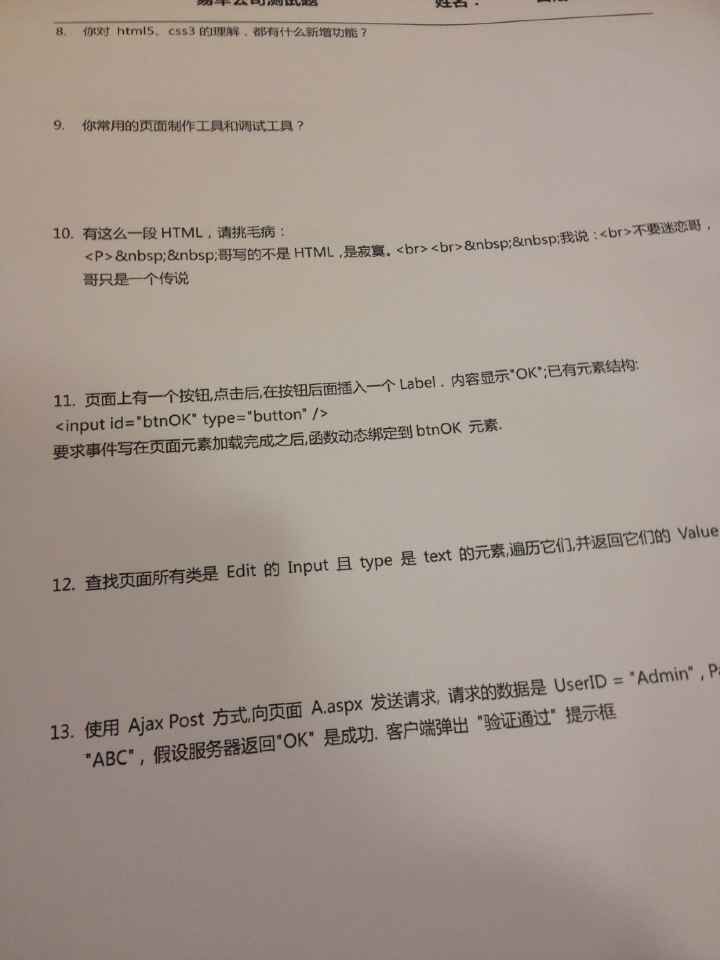 易车公司测试题 姓名：
8. 你对 html5、css3 的理解，都有什么新增功能？
9. 你常用的页面制作工具和调试工具？
10. 有这么一段 HTML，请挑毛病：
<P>&nbsp;&nbsp;哥写的不是 HTML ,是寂寞。<br><br>&nbsp;&nbsp;我说：<br>不要迷恋哥，
哥只是一个传说
11. 页面上有一个按钮,点击后,在按钮后面插入一个 Label．内容显示"OK";已有元素结构:
<input id="btnOK" type="button" />
要求事件写在页面元素加载完成之后,函数动态绑定到 btnOK 元素.
12. 查找页面所有类是 Edit 的 Input 且 type 是 text 的元素,遍历它们,并返回它们的 Value
13. 使用 Ajax Post 方式,向页面 A.aspx 发送请求, 请求的数据是 UserID = "Admin" , Pa
"ABC" , 假设服务器返回"OK" 是成功. 客户端弹出 "验证通过" 提示框